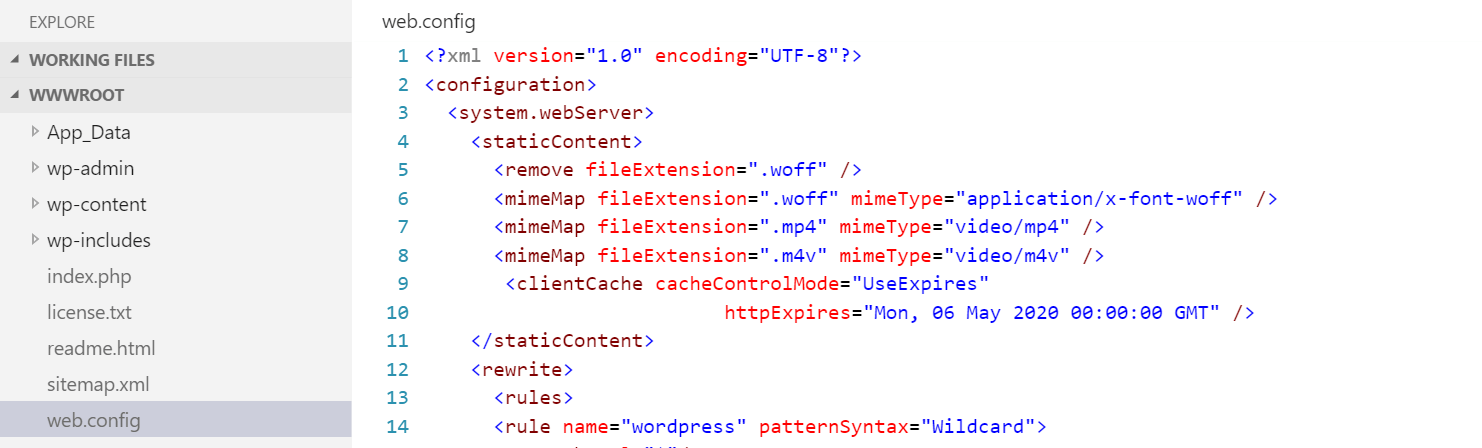 EXPLORE
WORKING FILES
WWWROOT
App_Data
wp-admin
wp-content
wp-includes
index.php
license.txt
readme.html
sitemap.xml
web.config
web.config
1 <?xml version="1.0" encoding="UTF-8"?>
2 <configuration>
3 <system.webServer>
4 <staticContent>
5 <remove fileExtension=".woff" />
6 <mimeMap fileExtension=".woff" mimeType="application/x-font-woff" />
7 <mimeMap fileExtension=".mp4" mimeType="video/mp4" />
8 <mimeMap fileExtension=".m4v" mimeType="video/m4v" />
9 <clientCache cacheControlMode="UseExpires"
10 httpExpires="Mon, 06 May 2020 00:00:00 GMT" />
11 </staticContent>
12 <rewrite>
13 <rules>
14 <rule name="wordpress" patternSyntax="Wildcard">